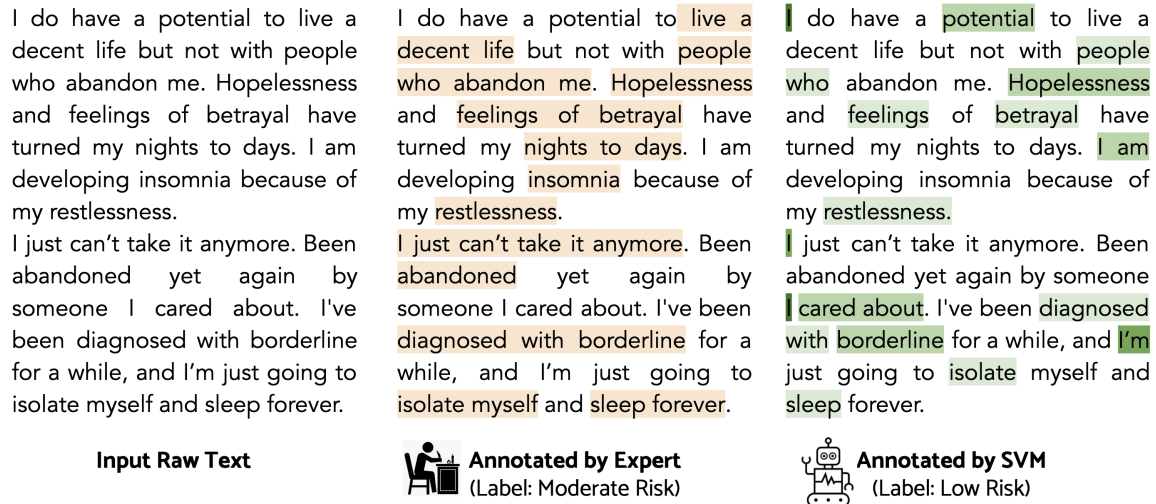 I do have a potential to live a
decent life but not with people
who abandon me. Hopelessness
and feelings of betrayal have
turned my nights to days. I am
developing insomnia because of
my restlessness.
I just can’t take it anymore. Been
abandoned yet again by
someone I cared about. I've
been diagnosed with borderline
for a while, and I’m just going to
isolate myself and sleep forever.
Input Raw Text
I do have a potential to live a
decent life but not with people
who abandon me. Hopelessness
and feelings of betrayal have
turned my nights to days. I am
developing insomnia because of
my restlessness.
I just can’t take it anymore. Been
abandoned yet again by
someone I cared about. I've been
diagnosed with borderline for a
while, and I’m just going to
isolate myself and sleep forever.
Annotated by Expert
(Label: Moderate Risk)
I do have a potential to live a
decent life but not with people
who abandon me. Hopelessness
and feelings of betrayal have
turned my nights to days. I am
developing insomnia because of
my restlessness.
I just can’t take it anymore. Been
abandoned yet again by someone
I cared about. I've been diagnosed
with borderline for a while, and I’m
just going to isolate myself and
sleep forever.
Annotated by SVM
(Label: Low Risk)